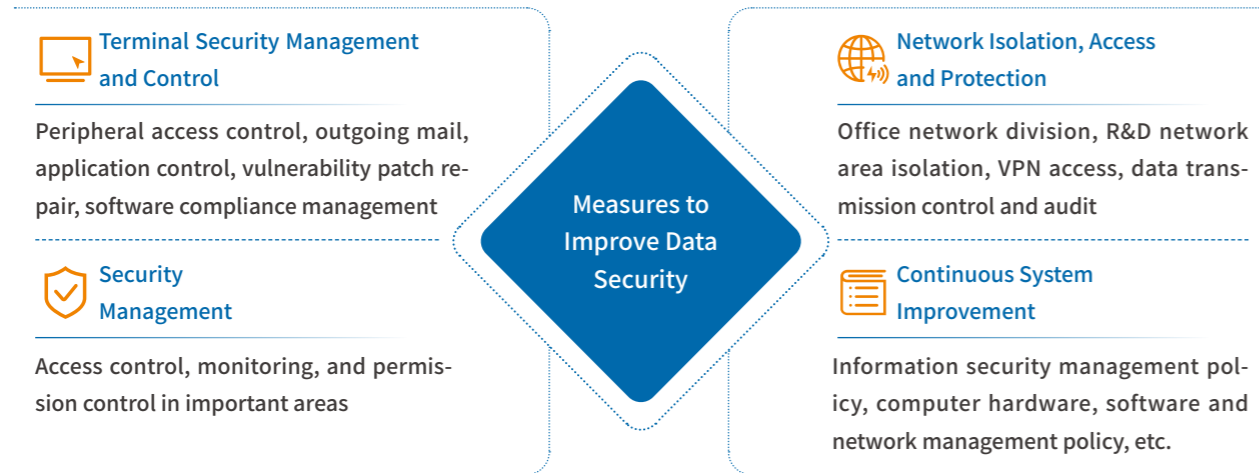 Terminal Security Management
and Control
Peripheral access control, outgoing mail,
application control, vulnerability patch re-
pair, software compliance management
Security
Management
Access control, monitoring, and permis-
sion control in important areas
Measures to
Improve Data
Security
Network Isolation, Access
and Protection
Office network division, R&D network
area isolation, VPN access, data trans-
mission control and audit
Continuous System
Improvement
Information security management pol-
icy, computer hardware, software and
network management policy, etc.